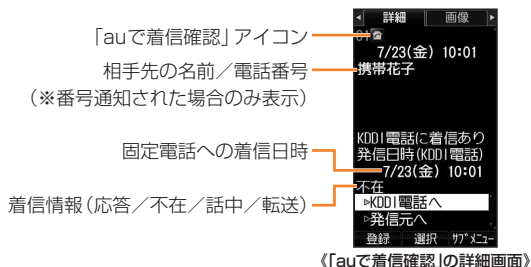 「auで着信確認」アイコン
相手先の名前／電話番号
（※番号通知された場合のみ表示）
固定電話への着信日時
着信情報（応答／不在／話中／転送）
詳細 画像
01
7/23(金) 10:01
携帯花子
KDDI電話に着信あり
発信日時(KDDI電話)
7/23(金) 10:01
不在
▷KDDI電話へ
▷発信元へ
登録 選択 ｻﾌﾞﾒﾆｭｰ
《「auで着信確認」の詳細画面》